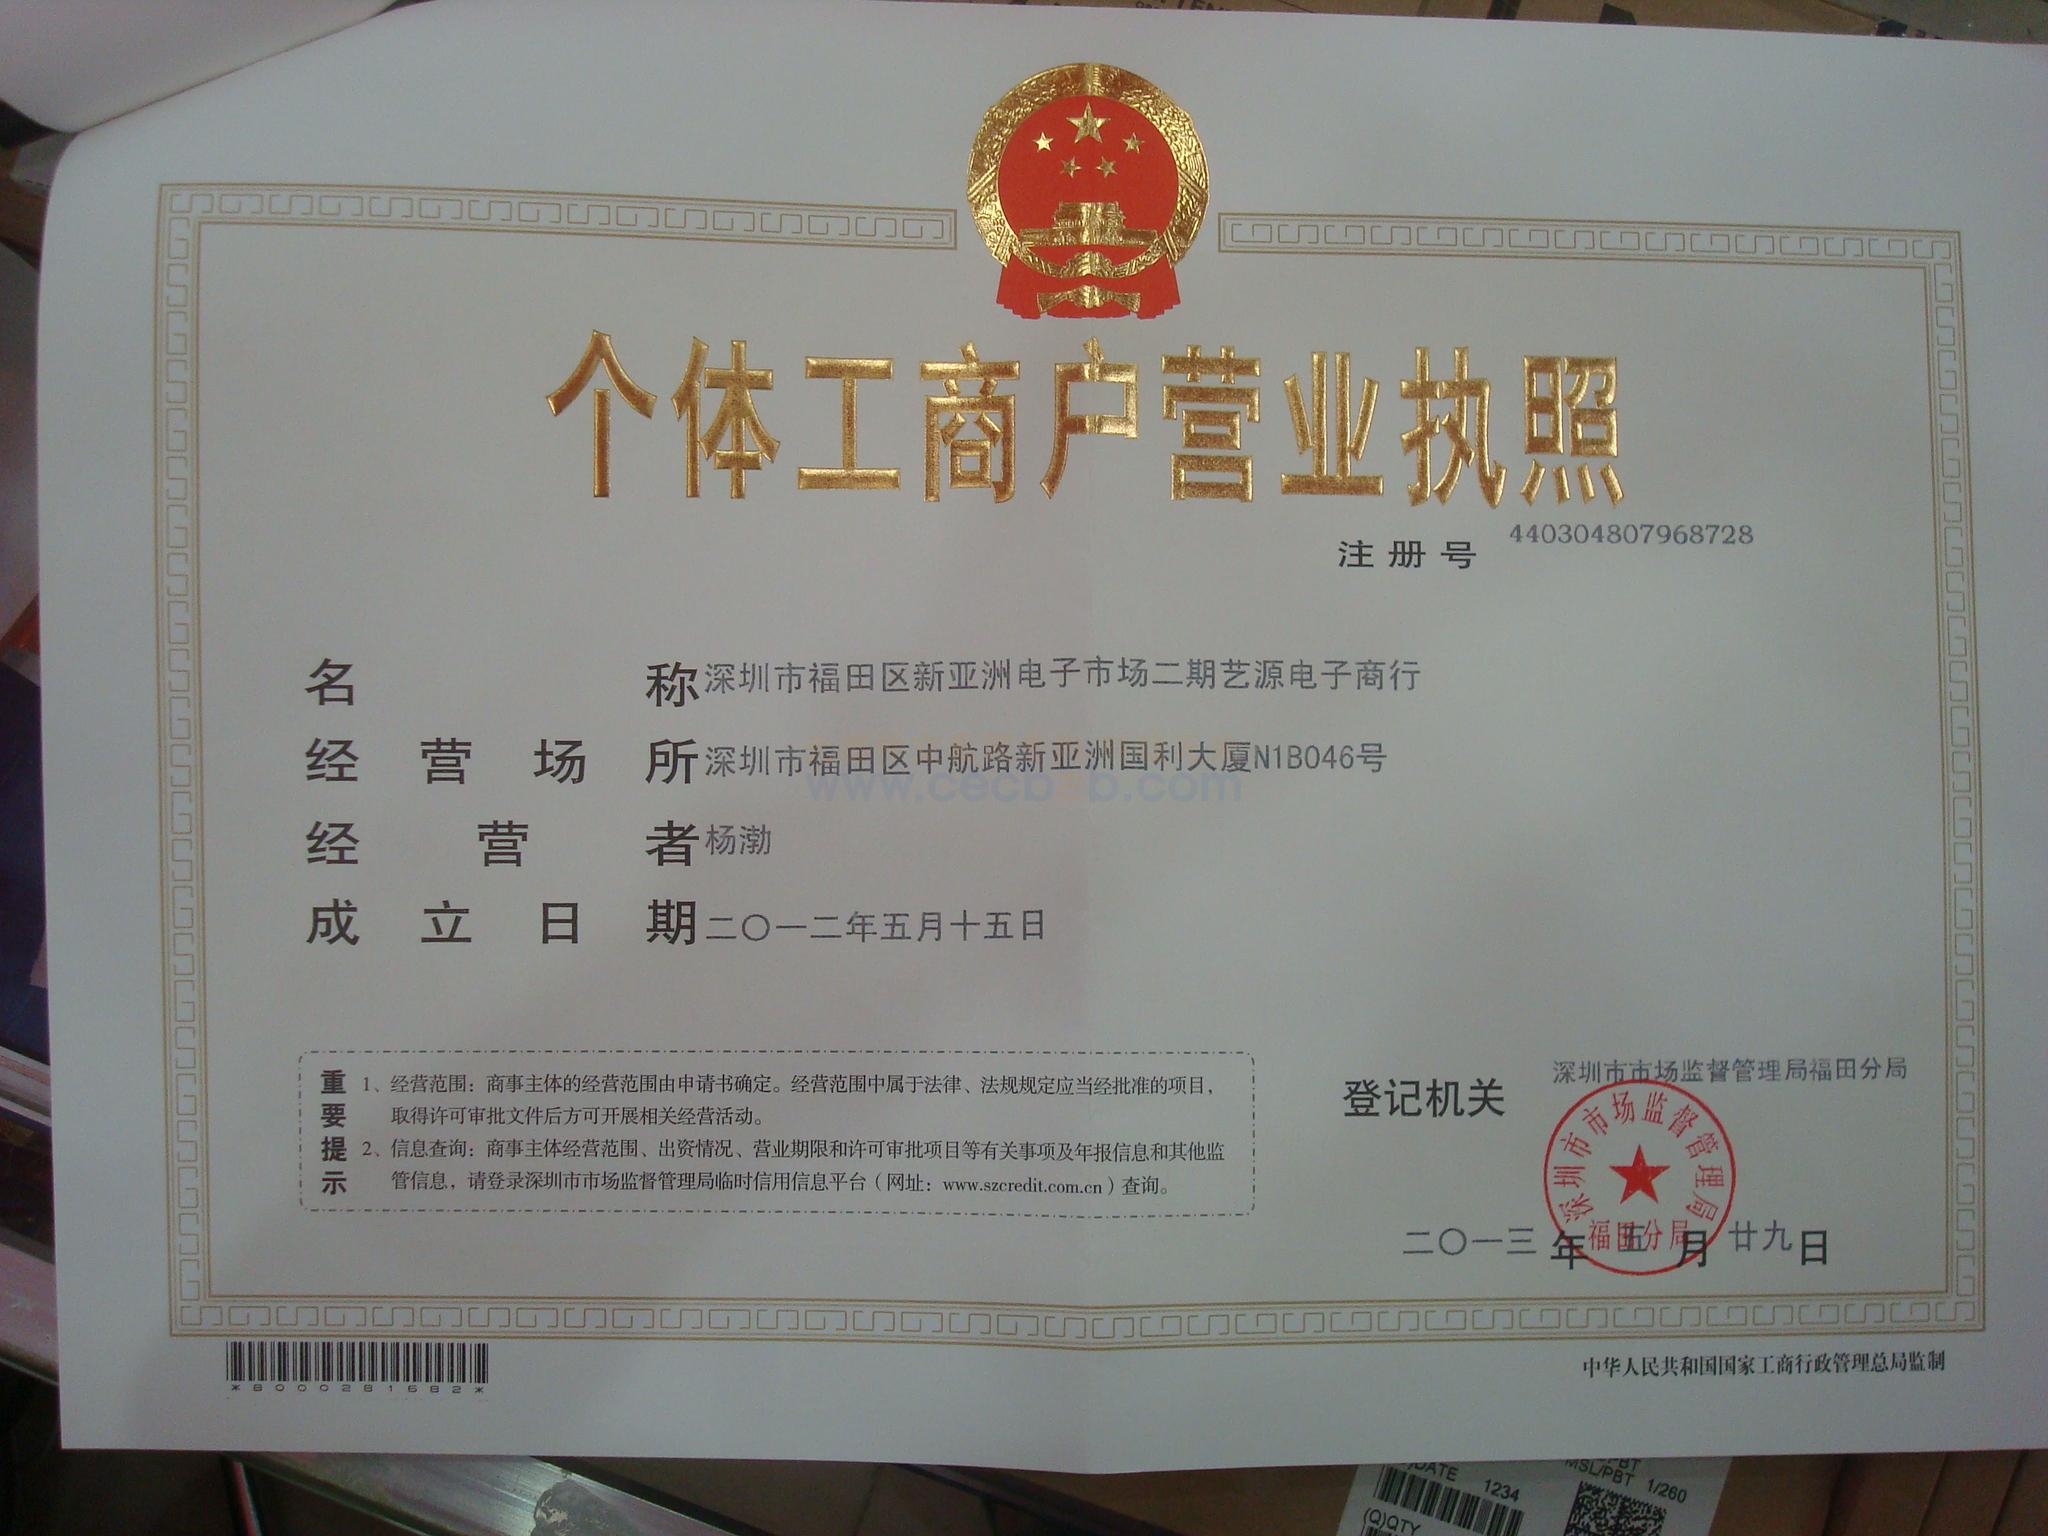 个体工商户营业执照
注册号 440304807968728
名称 深圳市福田区新亚洲电子市场二期艺源电子商行
经营场所 深圳市福田区中航路新亚洲国利大厦N1B046号
www.cecb2b.com
经营者 杨渤
成立日期 二〇一二年五月十五日
重要提示
1、经营范围：商事主体的经营范围由申请书确定。经营范围中属于法律、法规规定应当经批准的项目，
取得许可审批文件后方可开展相关经营活动。
2、信息查询：商事主体经营范围、出资情况、营业期限和许可审批项目等有关事项及年报信息和其他监
管信息，请登录深圳市市场监督管理局临时信用信息平台（网址：www.szcredit.com.cn）查询。
登记机关 深圳市市场监督管理局福田分局
深圳市市场监督管理局
福田分局
二〇一三年五月廿九日
*8000281682*
中华人民共和国国家工商行政管理总局监制
DATE 1234
MSL/PBT 1/260
(Q)QTY